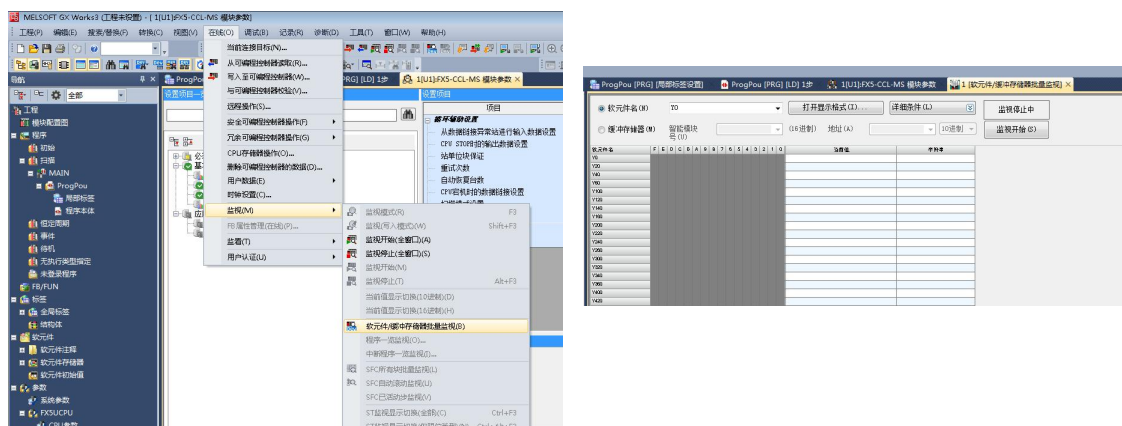 MELSOFT GX Works3 (工程未设置) - [ 1[U1]:FX5-CCL-MS 模块参数]
工程(P) 编辑(E) 搜索/替换(F) 转换(C) 视图(V) 在线(O) 调试(B) 记录(R) 诊断(D) 工具(T) 窗口(W) 帮助(H)
导航
全部
工程
模块配置图
程序
初始
扫描
MAIN
ProgPou
局部标签
程序本体
恒定周期
事件
待机
无执行类型指定
未登录程序
FB/FUN
标签
全局标签
结构体
软元件
软元件注释
软元件存储器
软元件初始值
参数
系统参数
FX5UCPU
CPU参数
当前连接目标(N)...
从可编程控制器读取(R)...
写入至可编程控制器(W)...
与可编程控制器校验(V)...
远程操作(S)...
安全可编程控制器操作(F)
冗余可编程控制器操作(G)
CPU存储器操作(O)...
删除可编程控制器的数据(D)...
用户数据(E)
时钟设置(C)...
监视(M)
FB属性管理(在线)(P)...
监看(T)
用户认证(U)
监视模式(R) F3
监视(写入模式)(W) Shift+F3
监视开始(全窗口)(A)
监视停止(全窗口)(S)
监视开始(M)
监视停止(T) Alt+F3
当前值显示切换(10进制)(D)
当前值显示切换(16进制)(H)
软元件/缓冲存储器批量监视(B)
程序一览监视(O)...
中断程序一览监视(I)...
SFC所有块批量监视(L)
SFC自动滚动监视(U)
SFC已活动步监视(V)
ST监视显示切换(全部)(C) Ctrl+F3
PRG] [LD] 1步
1[U1]:FX5-CCL-MS 模块参数
设置项目
项目
循环辅助设置
从数据链接异常站进行输入数据设置
CPU STOP时的输出数据设置
站单位块保证
重试次数
自动恢复台数
CPU宕机时的数据链接设置
ProgPou [PRG] [局部标签设置]
ProgPou [PRG] [LD] 1步
1[U1]:FX5-CCL-MS 模块参数
1 [软元件/缓冲存储器批量监视]
软元件名(N) Y0 打开显示格式(I)... 详细条件(L) 监视停止中
缓冲存储器(M) 智能模块号(U) (16进制) 地址(A) 10进制 监视开始(S)
软元件名 F E D C B A 9 8 7 6 5 4 3 2 1 0 当前值 字符串
Y0
Y20
Y40
Y60
Y100
Y120
Y140
Y160
Y200
Y220
Y240
Y260
Y300
Y320
Y340
Y360
Y400
Y420